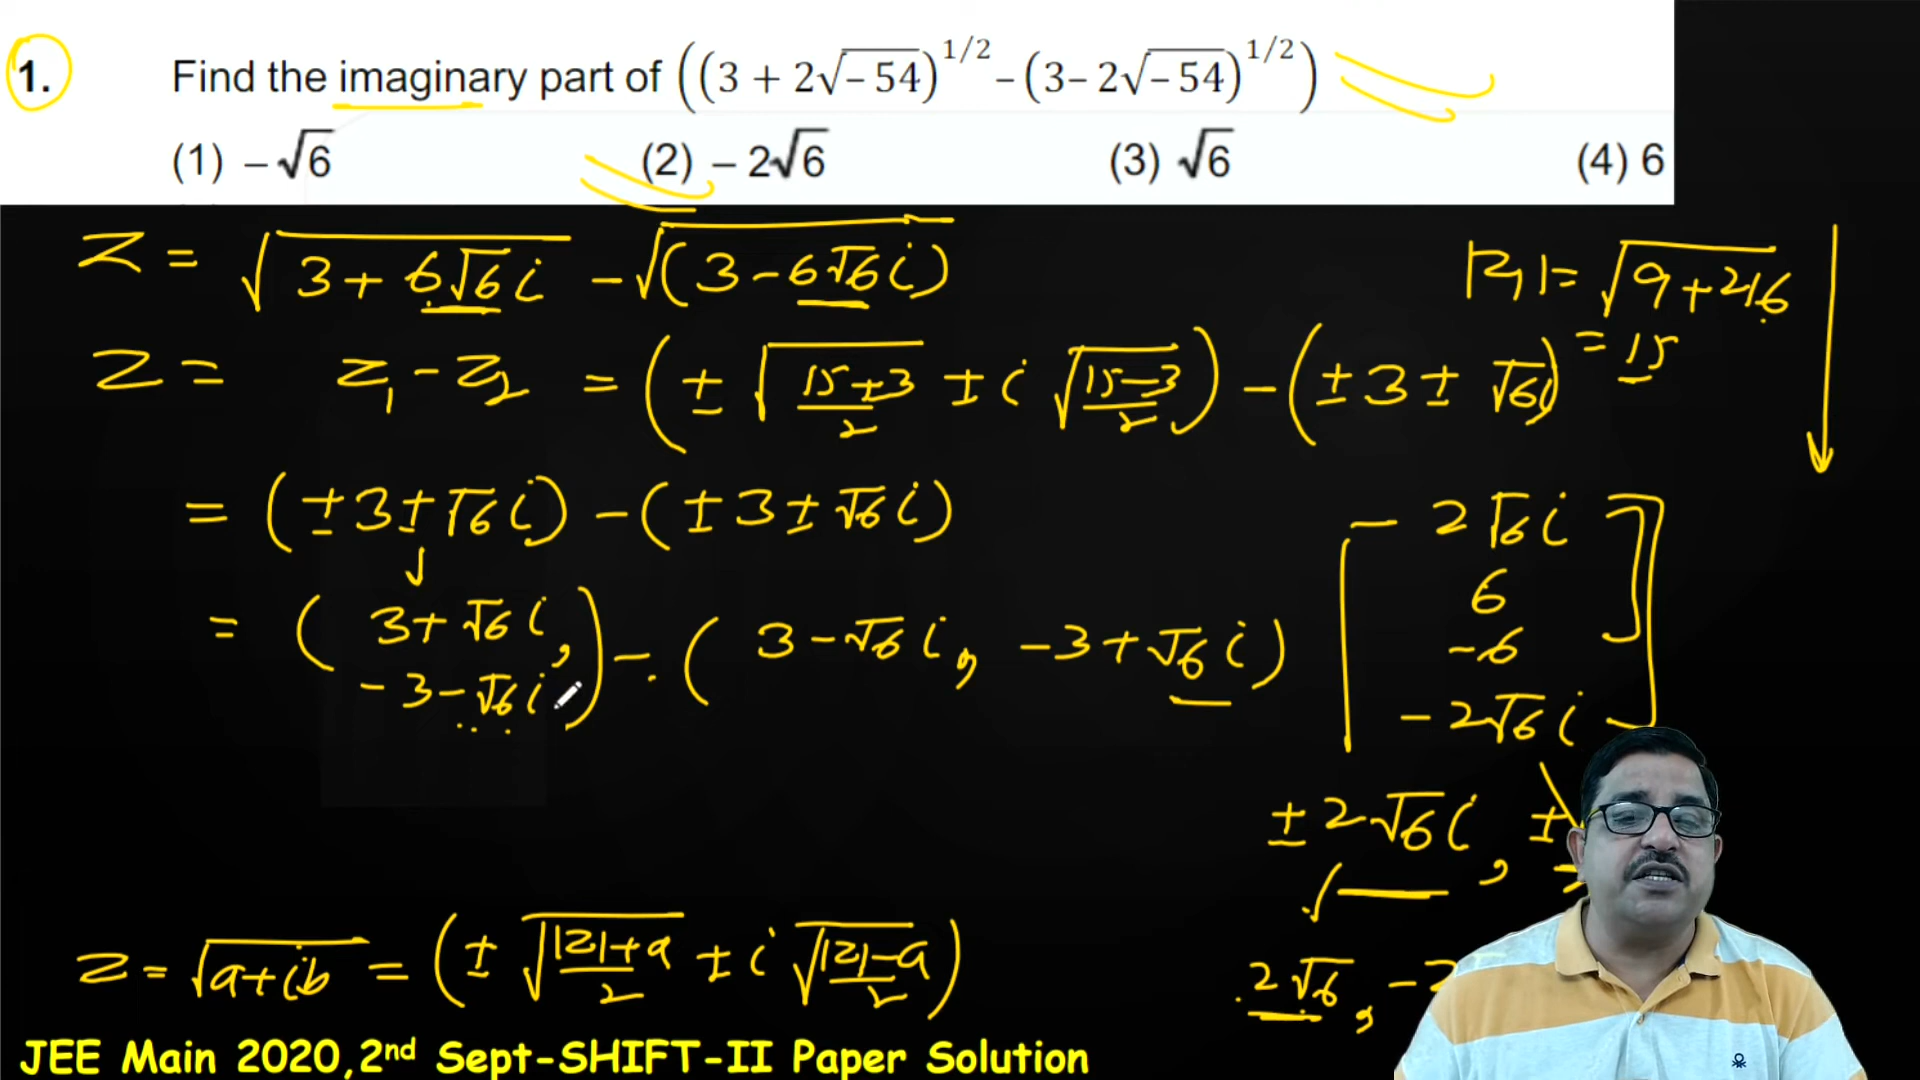 1. Find the imaginary part of ((3 + 2√-54)^1/2 - (3 - 2√-54)^1/2)
(1) -√6 (2) -2√6 (3) √6 (4) 6
Z = √(3 + 6√6 i) - √(3 - 6√6 i)
|Z₁| = √(9 + 216)
= 15
Z = Z₁ - Z₂ = (± √((15+3)/2) ± i √((15-3)/2)) - (± 3 ± √6i)
= (± 3 ± √6 i) - (± 3 ± √6 i)
= (3 + √6 i, -3 - √6 i) - (3 - √6 i, -3 + √6 i)
2√6 i
6
-6
-2√6 i
± 2√6 i, ±
2√6, -2
Z = √(a+ib) = (± √((|Z|+a)/2) ± i √((|Z|-a)/2))
JEE Main 2020,2nd Sept-SHIFT-II Paper Solution